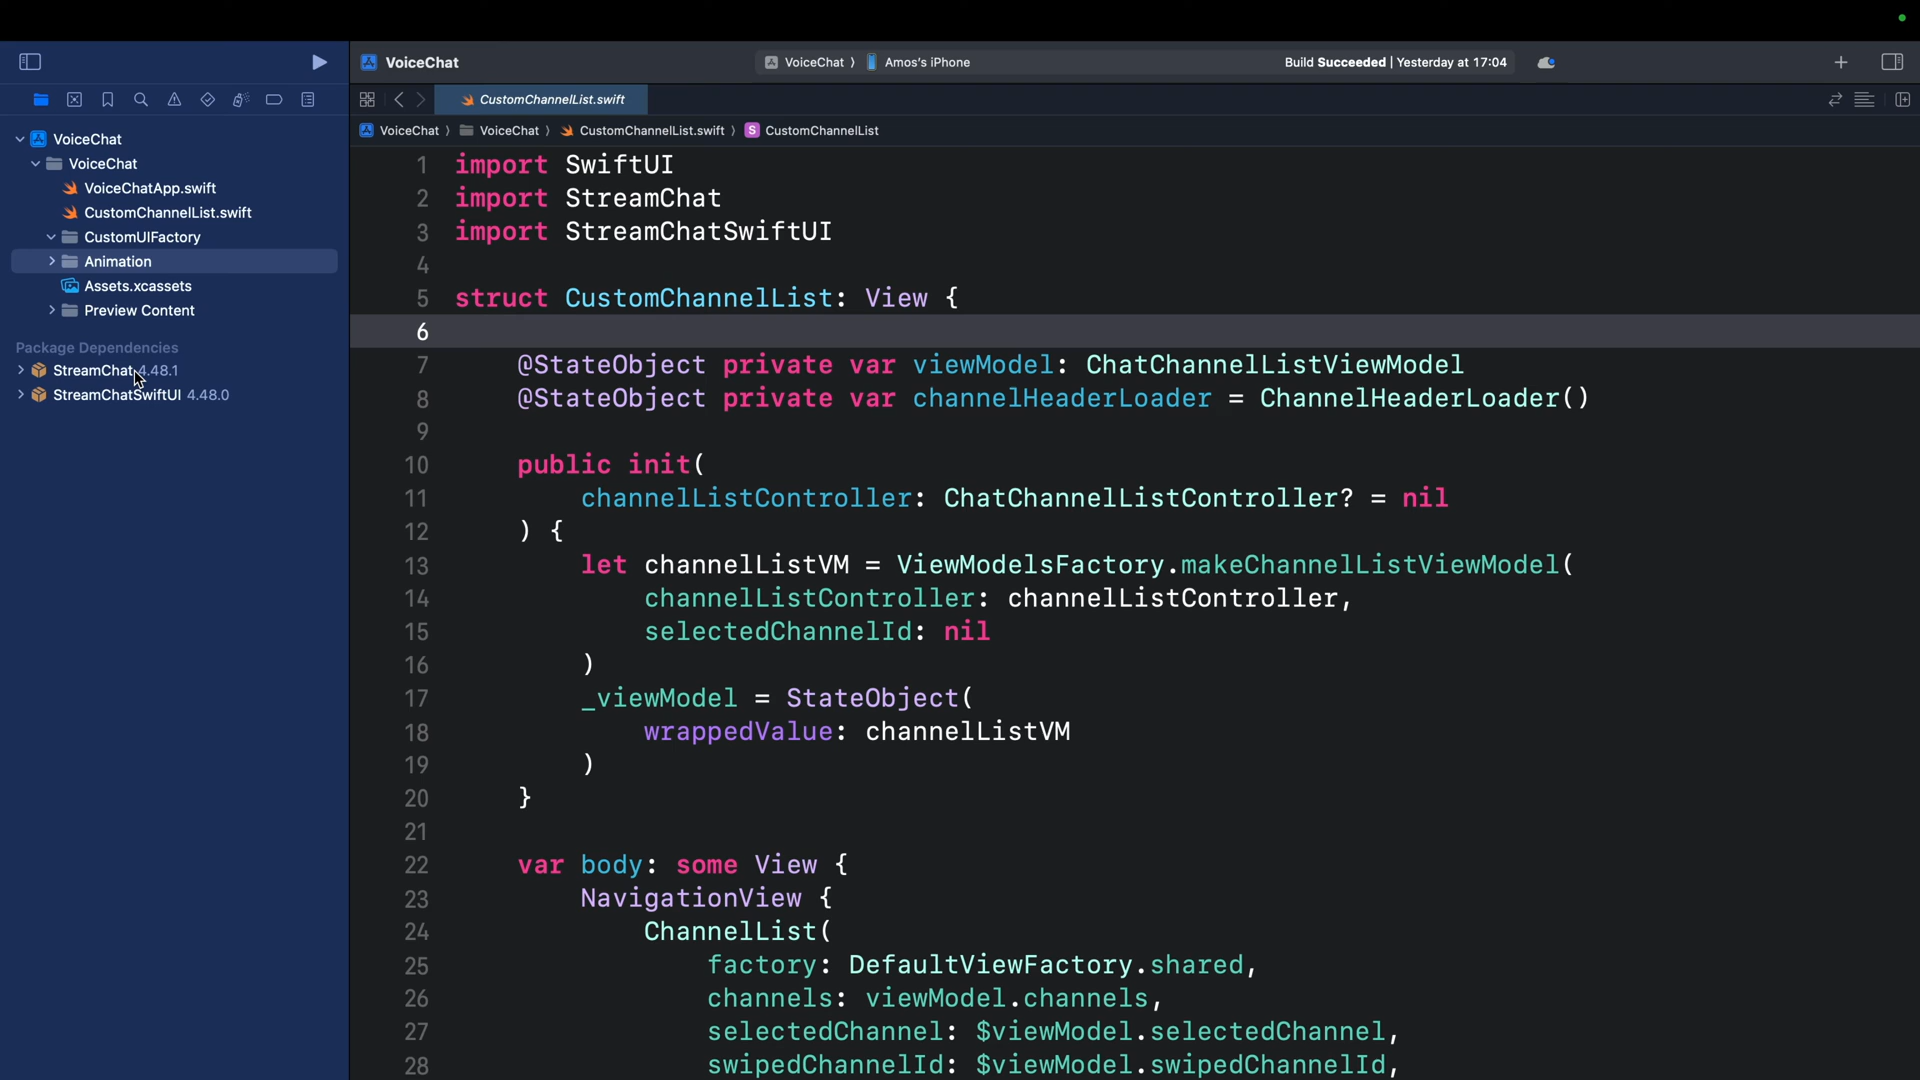 VoiceChat
VoiceChat
Amos's iPhone
Build Succeeded | Yesterday at 17:04
CustomChannelList.swift
VoiceChat
VoiceChat
CustomChannelList.swift
CustomChannelList
VoiceChat
VoiceChat
VoiceChatApp.swift
CustomChannelList.swift
CustomUIFactory
Animation
Assets.xcassets
Preview Content
Package Dependencies
StreamChat 4.48.1
StreamChatSwiftUI 4.48.0
1 import SwiftUI
2 import StreamChat
3 import StreamChatSwiftUI
4
5 struct CustomChannelList: View {
6
7 @StateObject private var viewModel: ChatChannelListViewModel
8 @StateObject private var channelHeaderLoader = ChannelHeaderLoader()
9
10 public init(
11 channelListController: ChatChannelListController? = nil
12 ) {
13 let channelListVM = ViewModelsFactory.makeChannelListViewModel(
14 channelListController: channelListController,
15 selectedChannelId: nil
16 )
17 _viewModel = StateObject(
18 wrappedValue: channelListVM
19 )
20 }
21
22 var body: some View {
23 NavigationView {
24 ChannelList(
25 factory: DefaultViewFactory.shared,
26 channels: viewModel.channels,
27 selectedChannel: $viewModel.selectedChannel,
28 swipedChannelId: $viewModel.swipedChannelId,